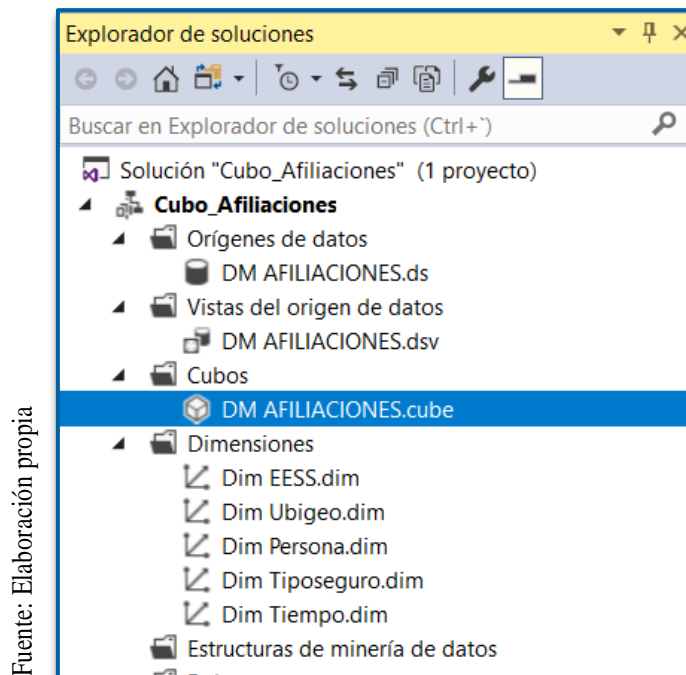 Explorador de soluciones
Buscar en Explorador de soluciones (Ctrl+`)
Solución "Cubo_Afiliaciones" (1 proyecto)
Cubo_Afiliaciones
Orígenes de datos
DM AFILIACIONES.ds
Vistas del origen de datos
DM AFILIACIONES.dsv
Cubos
DM AFILIACIONES.cube
Dimensiones
Dim EESS.dim
Dim Ubigeo.dim
Dim Persona.dim
Dim Tiposeguro.dim
Dim Tiempo.dim
Estructuras de minería de datos
Fuente: Elaboración propia